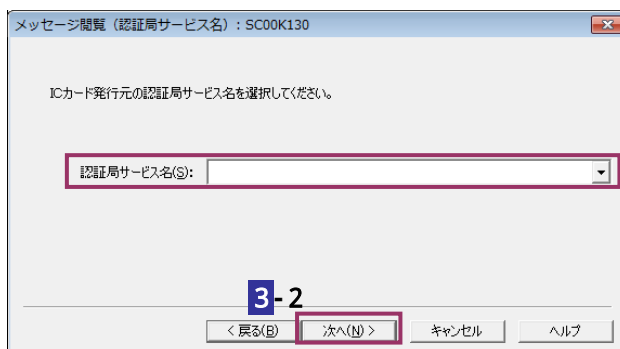 メッセージ閲覧（認証局サービス名）: SC00K130
ICカード発行元の認証局サービス名を選択してください。
認証局サービス名(S):
3-2
< 戻る(B) 次へ(N) > キャンセル ヘルプ